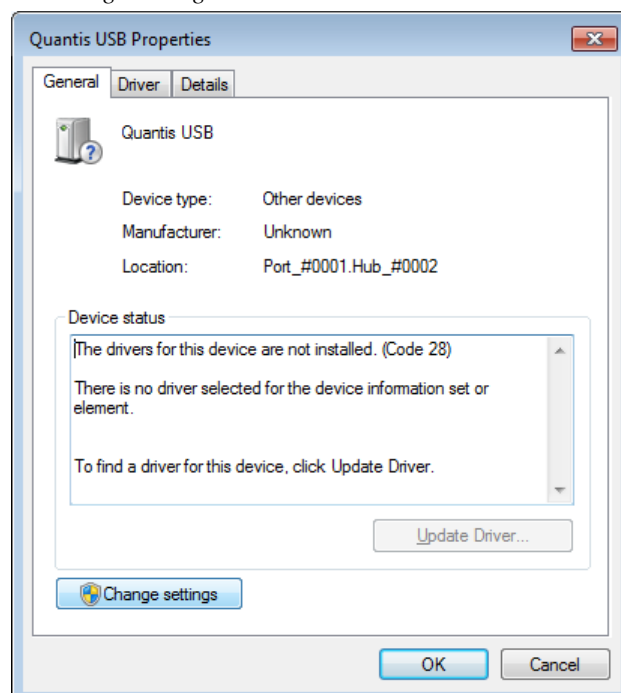 Quantis USB Properties
General Driver Details
Quantis USB
Device type: Other devices
Manufacturer: Unknown
Location: Port_#0001.Hub_#0002
Device status
The drivers for this device are not installed. (Code 28)
There is no driver selected for the device information set or
element.
To find a driver for this device, click Update Driver.
Update Driver...
Change settings
OK Cancel